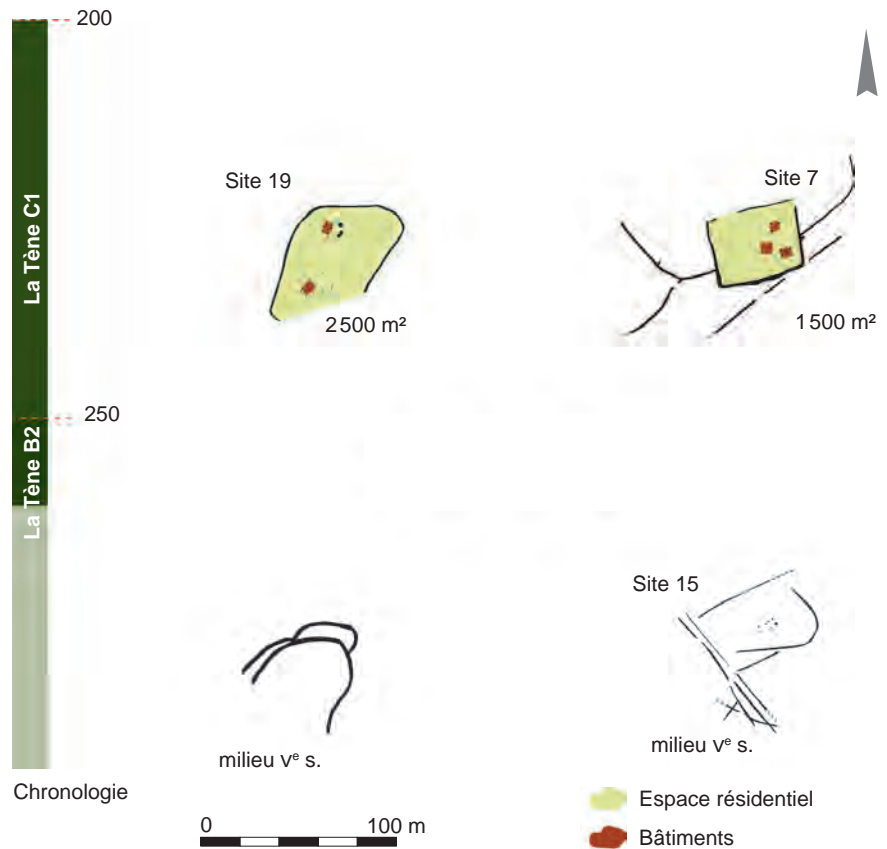 200
La Tène C1
Site 19
Site 7
2500 m²
1500 m²
250
La Tène B2
Site 15
milieu Ve s.
milieu Ve s.
Chronologie
0 100 m
Espace résidentiel
Bâtiments